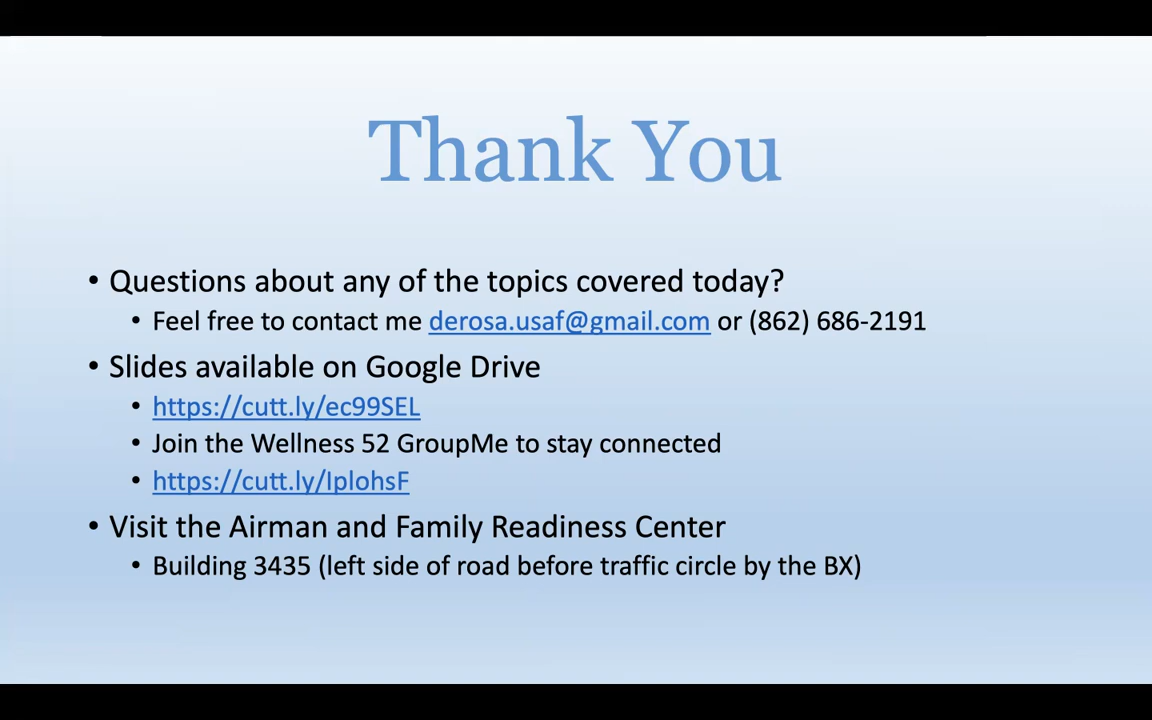 Thank You
• Questions about any of the topics covered today?
• Feel free to contact me derosa.usaf@gmail.com or (862) 686-2191
• Slides available on Google Drive
• https://cutt.ly/ec99SEL
• Join the Wellness 52 GroupMe to stay connected
• https://cutt.ly/IplohsF
• Visit the Airman and Family Readiness Center
• Building 3435 (left side of road before traffic circle by the BX)